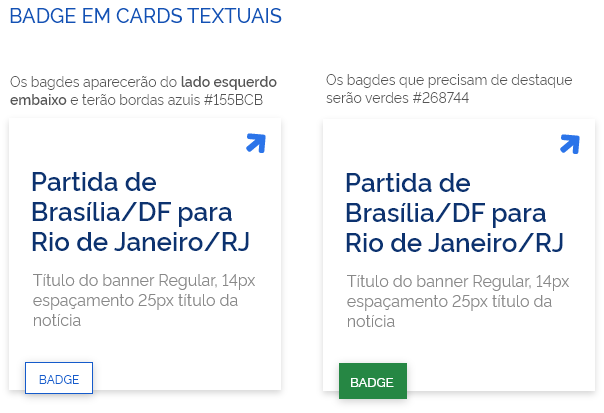 BADGE EM CARDS TEXTUAIS
Os bagdes aparecerão do lado esquerdo
embaixo e terão bordas azuis #155BCB
Partida de
Brasília/DF para
Rio de Janeiro/RJ
Título do banner Regular, 14px
espaçamento 25px título da
notícia
BADGE
Os bagdes que precisam de destaque
serão verdes #268744
Partida de
Brasília/DF para
Rio de Janeiro/RJ
Título do banner Regular, 14px
espaçamento 25px título da
notícia
BADGE